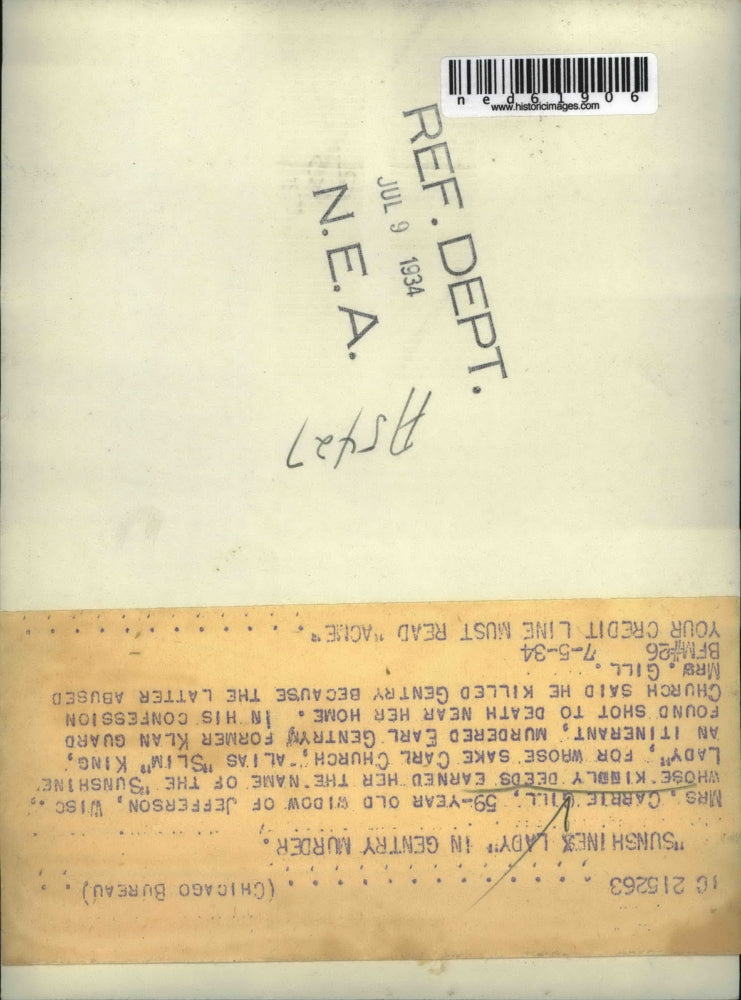 ned61906
www.historicimages.com
REF. DEPT.
JUL 9 1934
N. E. A.
A5427
IC 215263 . . . . . . . . . . . . . . . . (CHICAGO BUREAU) . .
"SUNSHINEX LADY" IN GENTRY MURDER.
MRS. CARRIE GILL, 59-YEAR OLD WIDOW OF JEFFERSON, WISC.,
WHOSE KINDLY DEEDS EARNED HER THE NAME OF THE "SUNSHINE
LADY", FOR WHOSE SAKE CARL CHURCH, ALIAS "SLIM" KING,
AN ITINERANT, MURDERED EARL GENTRY, FORMER KLAN GUARD
FOUND SHOT TO DEATH NEAR HER HOME. IN HIS CONFESSION
CHURCH SAID HE KILLED GENTRY BECAUSE THE LATTER ABUSED
MRS. GILL.
BFM#26 7-5-34
YOUR CREDIT LINE MUST READ "ACME" . . . . . . . . . . . .